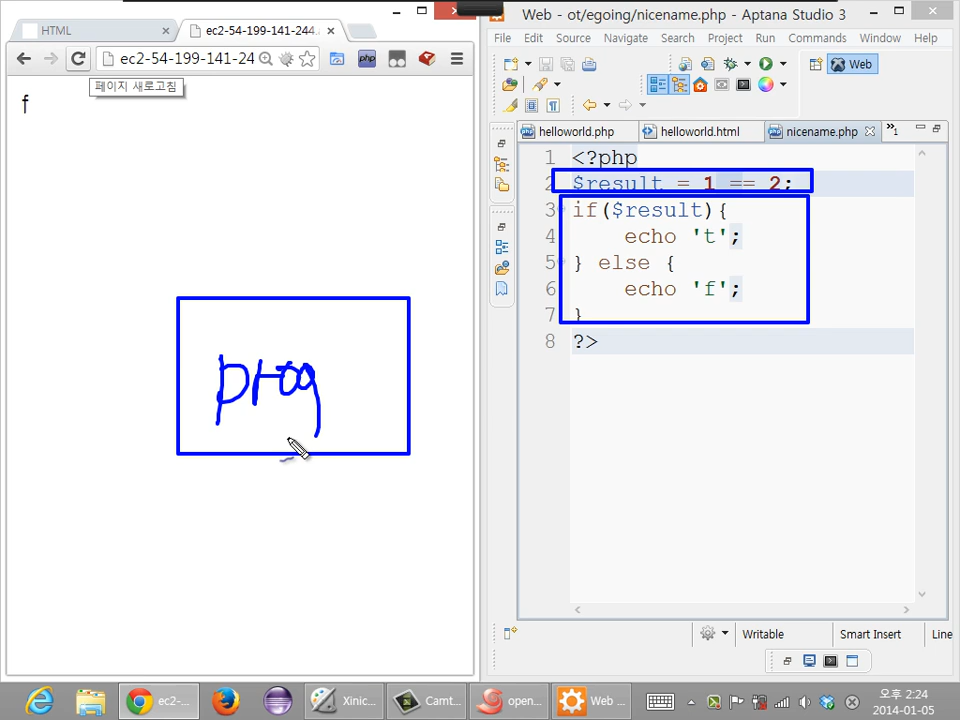 HTML
ec2-54-199-141-244.
ec2-54-199-141-24
php
페이지 새로고침
f
prog
Web - ot/egoing/nicename.php - Aptana Studio 3
File Edit Source Navigate Search Project Run Commands Window Help
Web
helloworld.php
helloworld.html
nicename.php
»1
1 <?php
2 $result = 1 == 2;
3 if($result){
4 echo 't';
5 } else {
6 echo 'f';
7 }
8 ?>
Writable
Smart Insert
Line
ec2-...
Xinic...
Camt...
open...
Web ...
오후 2:24
2014-01-05